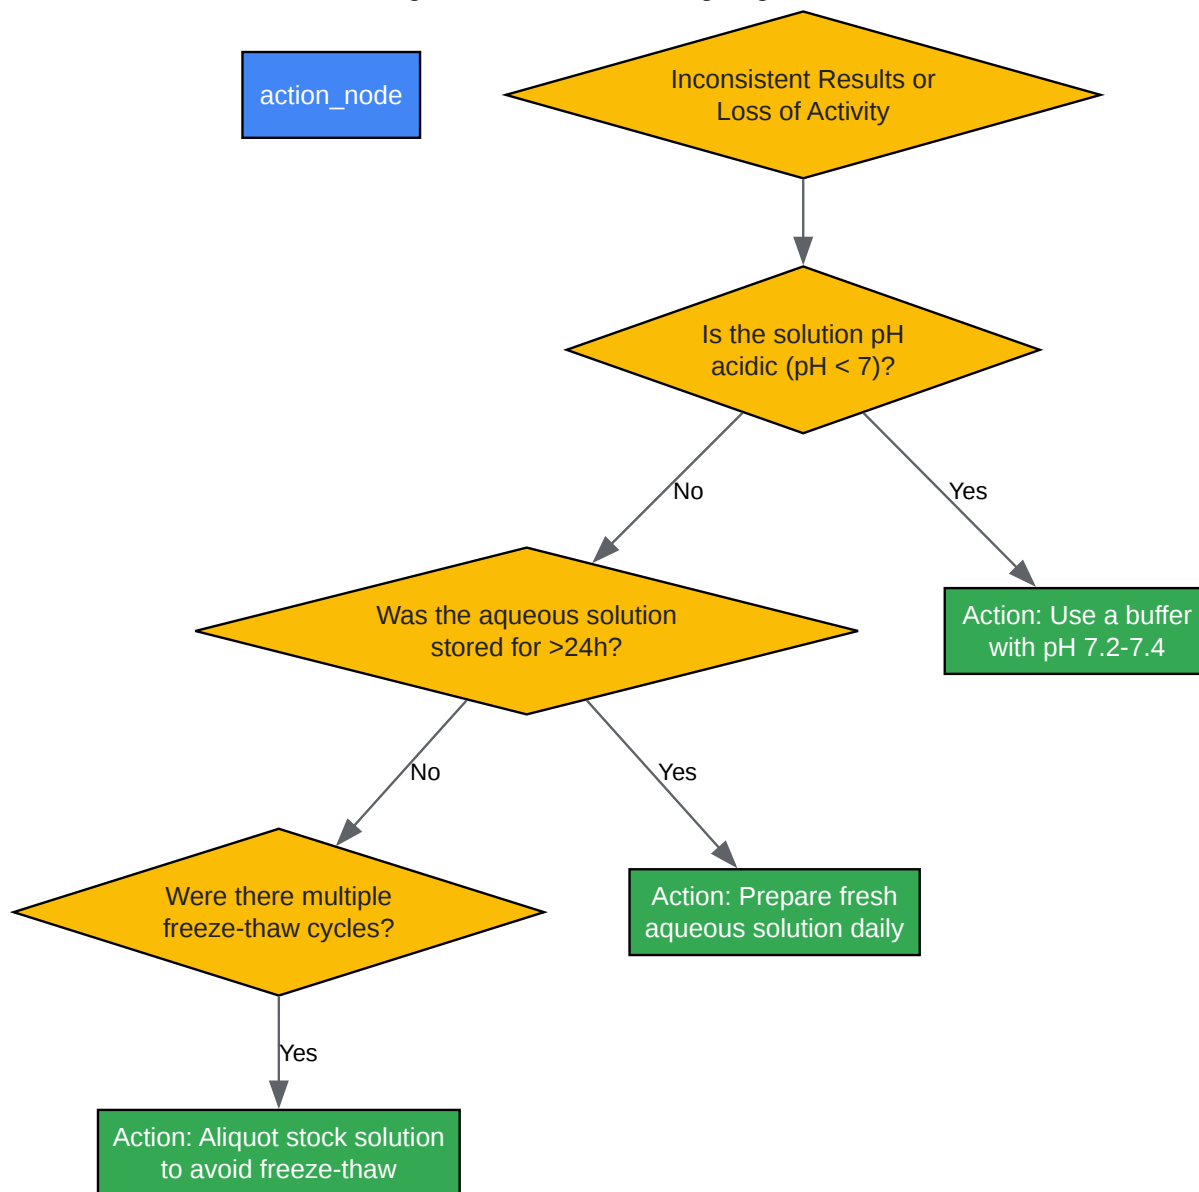 action_node
Inconsistent Results or
Loss of Activity
Is the solution pH
acidic (pH < 7)?
No
Yes
Was the aqueous solution
stored for >24h?
Action: Use a buffer
with pH 7.2-7.4
No
Yes
Were there multiple
freeze-thaw cycles?
Action: Prepare fresh
aqueous solution daily
Yes
Action: Aliquot stock solution
to avoid freeze-thaw